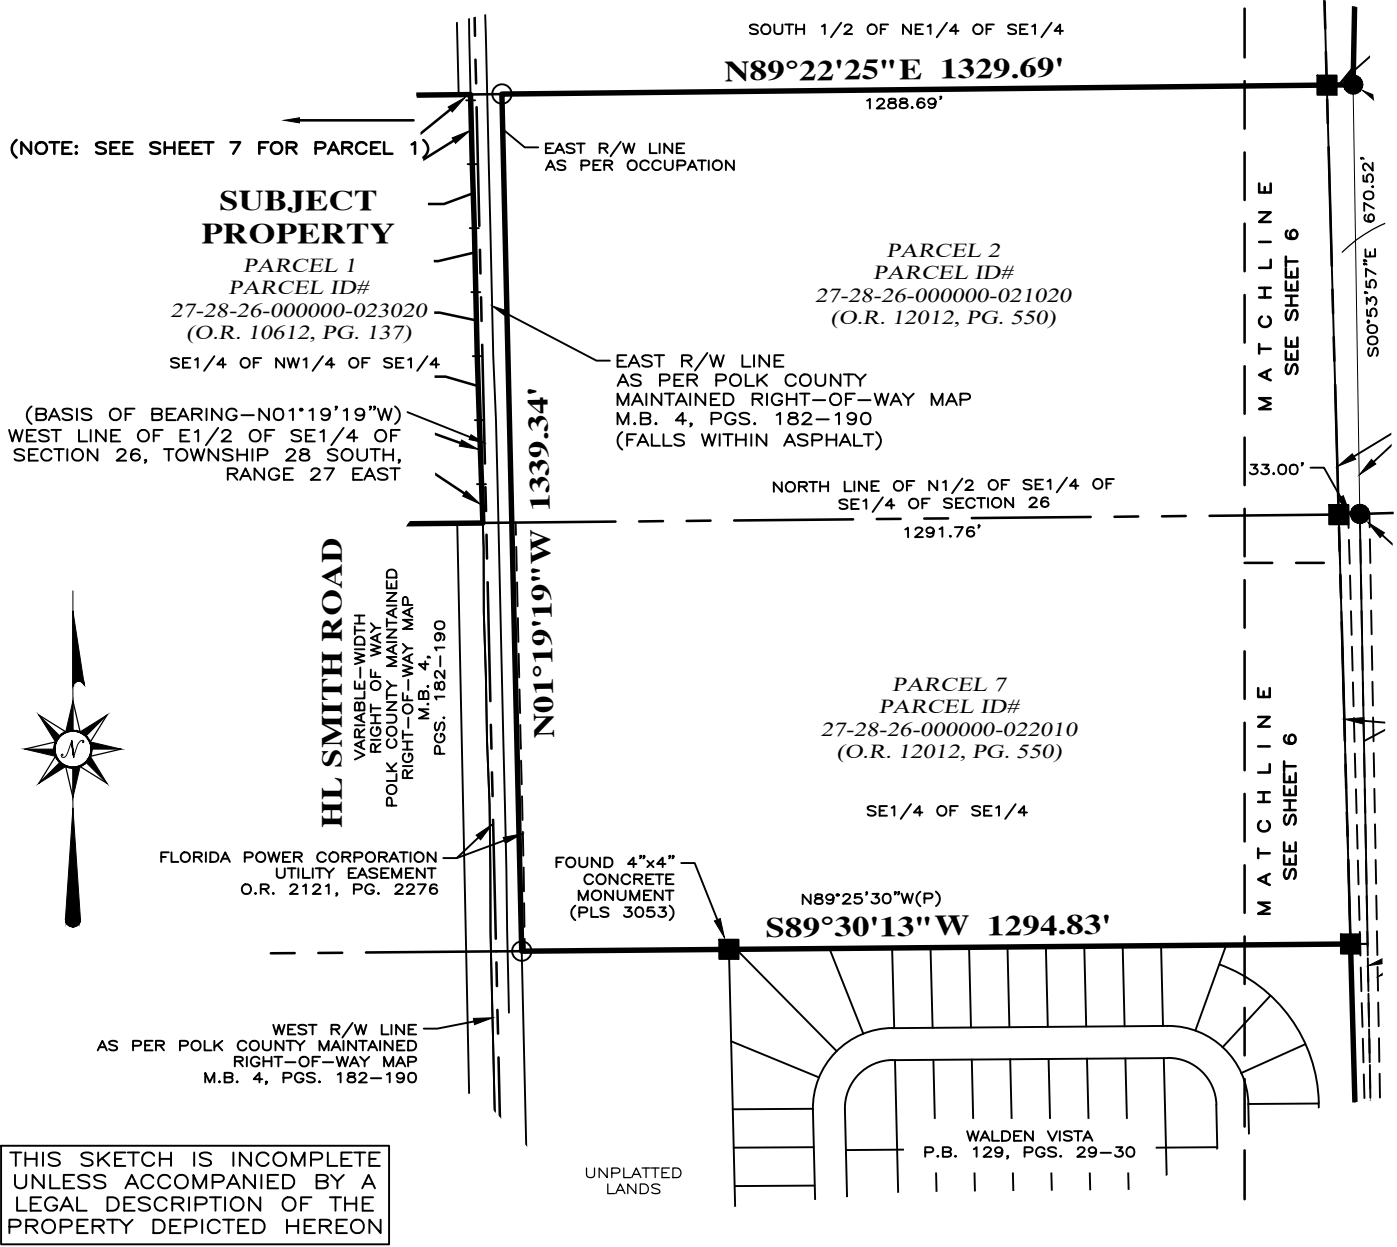 SOUTH 1/2 OF NE1/4 OF SE1/4
N89°22'25"E 1329.69'
1288.69'
(NOTE: SEE SHEET 7 FOR PARCEL 1)
EAST R/W LINE
AS PER OCCUPATION
SUBJECT
PROPERTY
PARCEL 1
PARCEL ID#
27-28-26-000000-023020
(O.R. 10612, PG. 137)
SE1/4 OF NW1/4 OF SE1/4
PARCEL 2
PARCEL ID#
27-28-26-000000-021020
(O.R. 12012, PG. 550)
MATCHLINE
SEE SHEET 6
S00°53'57"E 670.52'
EAST R/W LINE
AS PER POLK COUNTY
MAINTAINED RIGHT-OF-WAY MAP
M.B. 4, PGS. 182-190
(FALLS WITHIN ASPHALT)
(BASIS OF BEARING-N01°19'19"W)
WEST LINE OF E1/2 OF SE1/4 OF
SECTION 26, TOWNSHIP 28 SOUTH,
RANGE 27 EAST
N01°19'19"W 1339.34'
33.00'
NORTH LINE OF N1/2 OF SE1/4 OF
SE1/4 OF SECTION 26
1291.76'
HL SMITH ROAD
VARIABLE-WIDTH
RIGHT OF WAY
POLK COUNTY MAINTAINED
RIGHT-OF-WAY MAP
M.B. 4,
PGS. 182-190
N
PARCEL 7
PARCEL ID#
27-28-26-000000-022010
(O.R. 12012, PG. 550)
SE1/4 OF SE1/4
MATCHLINE
SEE SHEET 6
FLORIDA POWER CORPORATION
UTILITY EASEMENT
O.R. 2121, PG. 2276
FOUND 4"x4"
CONCRETE
MONUMENT
(PLS 3053)
N89°25'30"W(P)
S89°30'13"W 1294.83'
WEST R/W LINE
AS PER POLK COUNTY MAINTAINED
RIGHT-OF-WAY MAP
M.B. 4, PGS. 182-190
WALDEN VISTA
P.B. 129, PGS. 29-30
UNPLATTED
LANDS
THIS SKETCH IS INCOMPLETE
UNLESS ACCOMPANIED BY A
LEGAL DESCRIPTION OF THE
PROPERTY DEPICTED HEREON